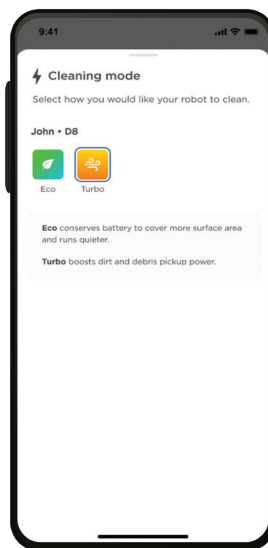 9:41
Cleaning mode
Select how you would like your robot to clean.
John • D8
Eco Turbo
Eco conserves battery to cover more surface area
and runs quieter.
Turbo boosts dirt and debris pickup power.